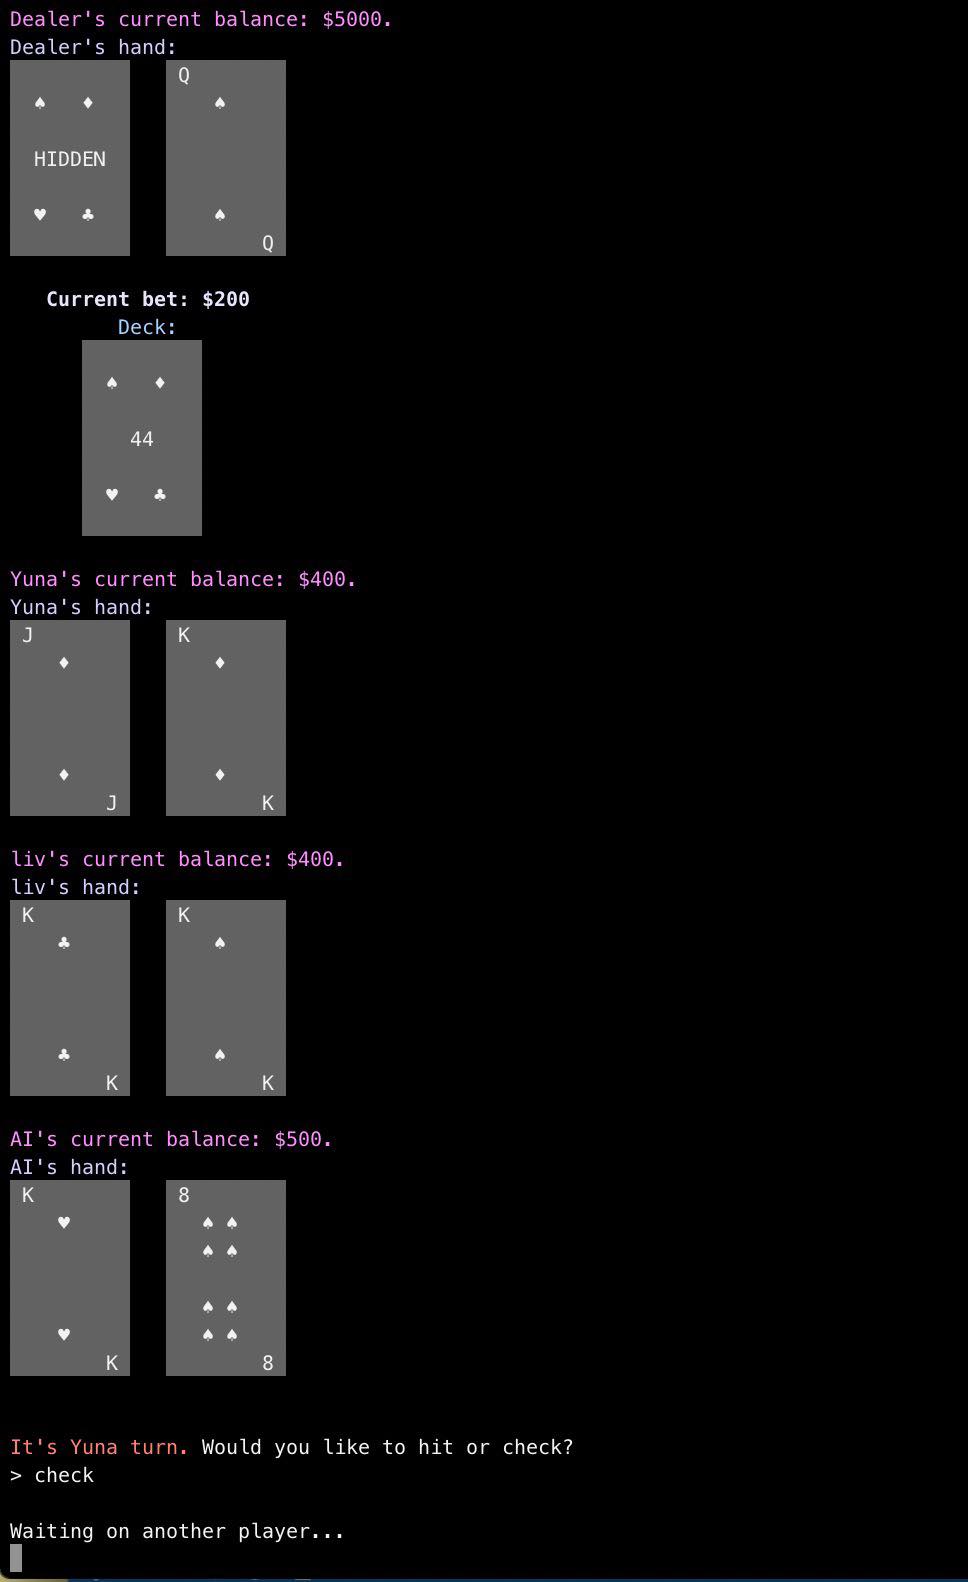 Dealer's current balance: $5000.
Dealer's hand:
Q
♠ ♦ ♠
HIDDEN
♥ ♣ ♠
Q
Current bet: $200
Deck:
♠ ♦
44
♥ ♣
Yuna's current balance: $400.
Yuna's hand:
J K
♦ ♦
♦ ♦
J K
liv's current balance: $400.
liv's hand:
K K
♣ ♠
♣ ♠
K K
AI's current balance: $500.
AI's hand:
K 8
♥ ♠ ♠
♠ ♠
♠ ♠
♥ ♠ ♠
K 8
It's Yuna turn. Would you like to hit or check?
> check
Waiting on another player...